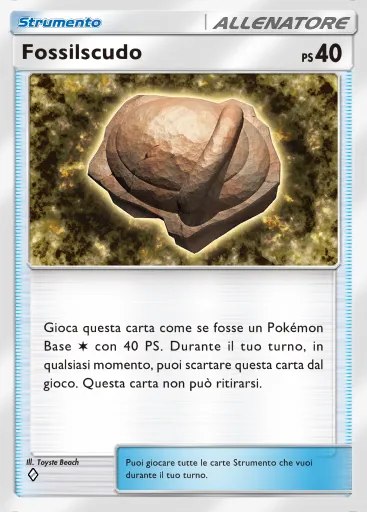 Strumento
ALLENATORE
Fossilscudo
PS 40
Gioca questa carta come se fosse un Pokémon
Base ✶ con 40 PS. Durante il tuo turno, in
qualsiasi momento, puoi scartare questa carta dal
gioco. Questa carta non può ritirarsi.
Ill. Toyste Beach
Puoi giocare tutte le carte Strumento che vuoi
durante il tuo turno.